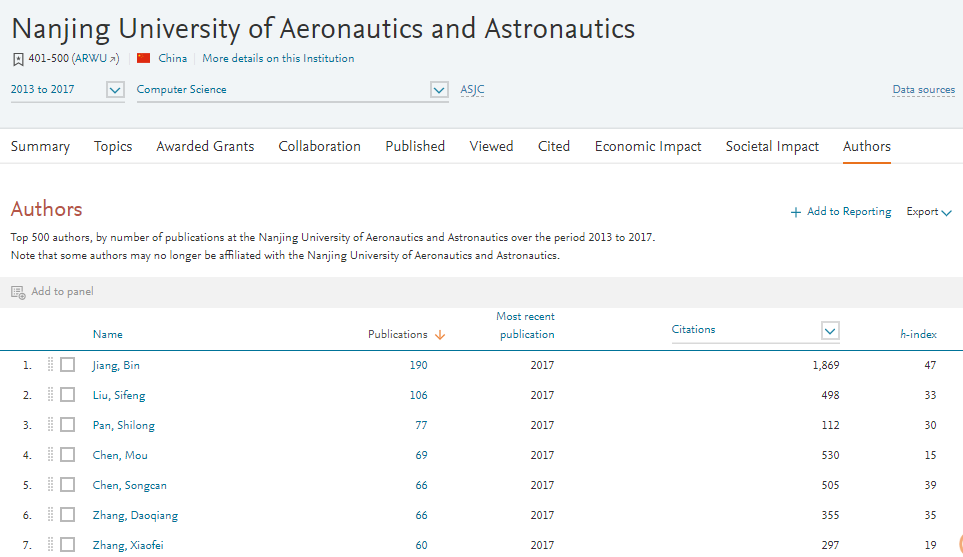 Nanjing University of Aeronautics and Astronautics
401-500 (ARWU ↗) China More details on this Institution
2013 to 2017 Computer Science ASJC Data sources
Summary Topics Awarded Grants Collaboration Published Viewed Cited Economic Impact Societal Impact Authors
Authors
+ Add to Reporting Export
Top 500 authors, by number of publications at the Nanjing University of Aeronautics and Astronautics over the period 2013 to 2017.
Note that some authors may no longer be affiliated with the Nanjing University of Aeronautics and Astronautics.
Add to panel
Name Publications ↓ Most recent publication Citations h-index
1. Jiang, Bin 190 2017 1,869 47
2. Liu, Sifeng 106 2017 498 33
3. Pan, Shilong 77 2017 112 30
4. Chen, Mou 69 2017 530 15
5. Chen, Songcan 66 2017 505 39
6. Zhang, Daoqiang 66 2017 355 35
7. Zhang, Xiaofei 60 2017 297 19